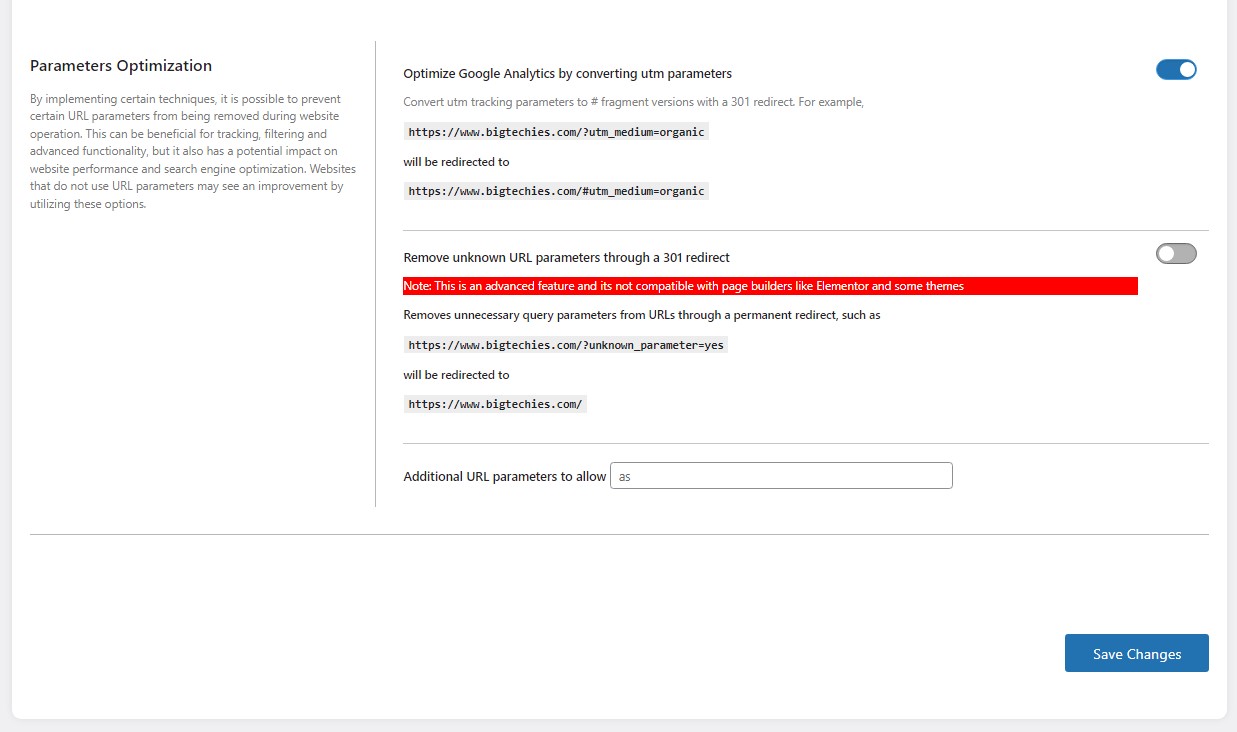 Parameters Optimization
By implementing certain techniques, it is possible to prevent
certain URL parameters from being removed during website
operation. This can be beneficial for tracking, filtering and
advanced functionality, but it also has a potential impact on
website performance and search engine optimization. Websites
that do not use URL parameters may see an improvement by
utilizing these options.
Optimize Google Analytics by converting utm parameters
Convert utm tracking parameters to # fragment versions with a 301 redirect. For example,
https://www.bigtechies.com/?utm_medium=organic
will be redirected to
https://www.bigtechies.com/#utm_medium=organic
Remove unknown URL parameters through a 301 redirect
Note: This is an advanced feature and its not compatible with page builders like Elementor and some themes
Removes unnecessary query parameters from URLs through a permanent redirect, such as
https://www.bigtechies.com/?unknown_parameter=yes
will be redirected to
https://www.bigtechies.com/
Additional URL parameters to allow as
Save Changes